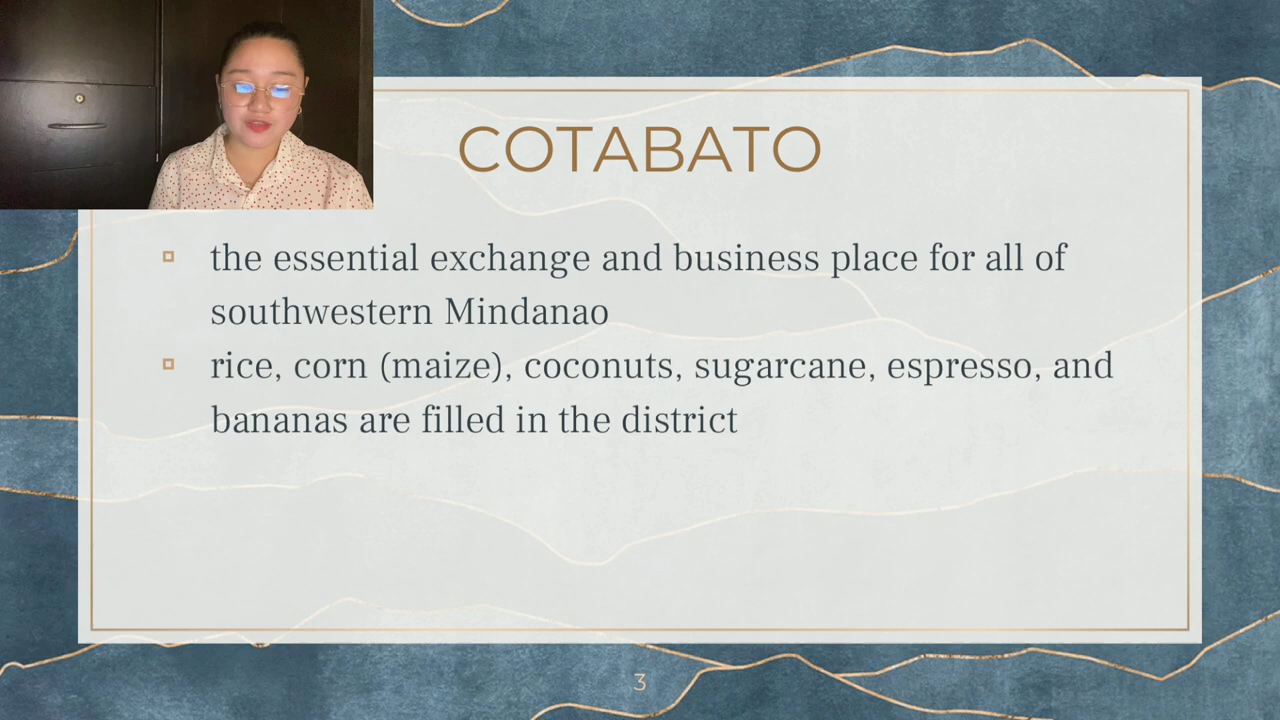 COTABATO
the essential exchange and business place for all of
southwestern Mindanao
rice, corn (maize), coconuts, sugarcane, espresso, and
bananas are filled in the district
3